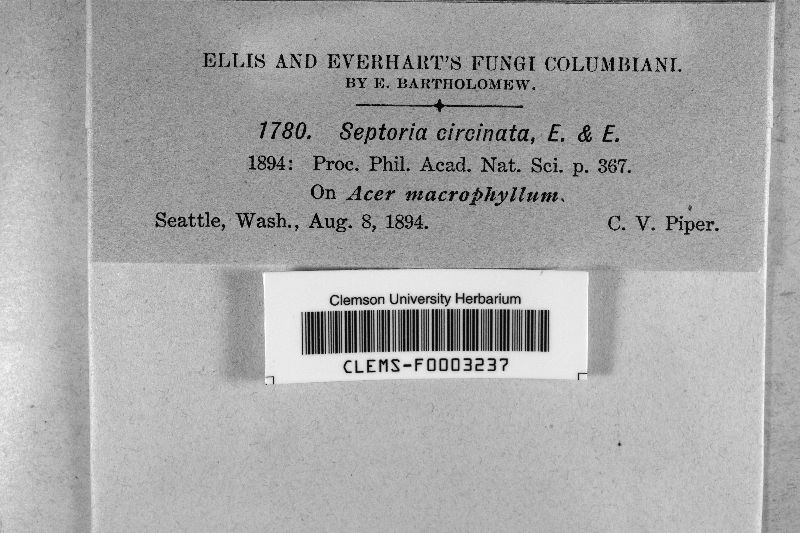 ELLIS AND EVERHART'S FUNGI COLUMBIANI.
BY E. BARTHOLOMEW.
1780. Septoria circinata, E. & E.
1894: Proc. Phil. Acad. Nat. Sci. p. 367.
On Acer macrophyllum.
Seattle, Wash., Aug. 8, 1894. C. V. Piper.
Clemson University Herbarium
CLEMS-F0003237